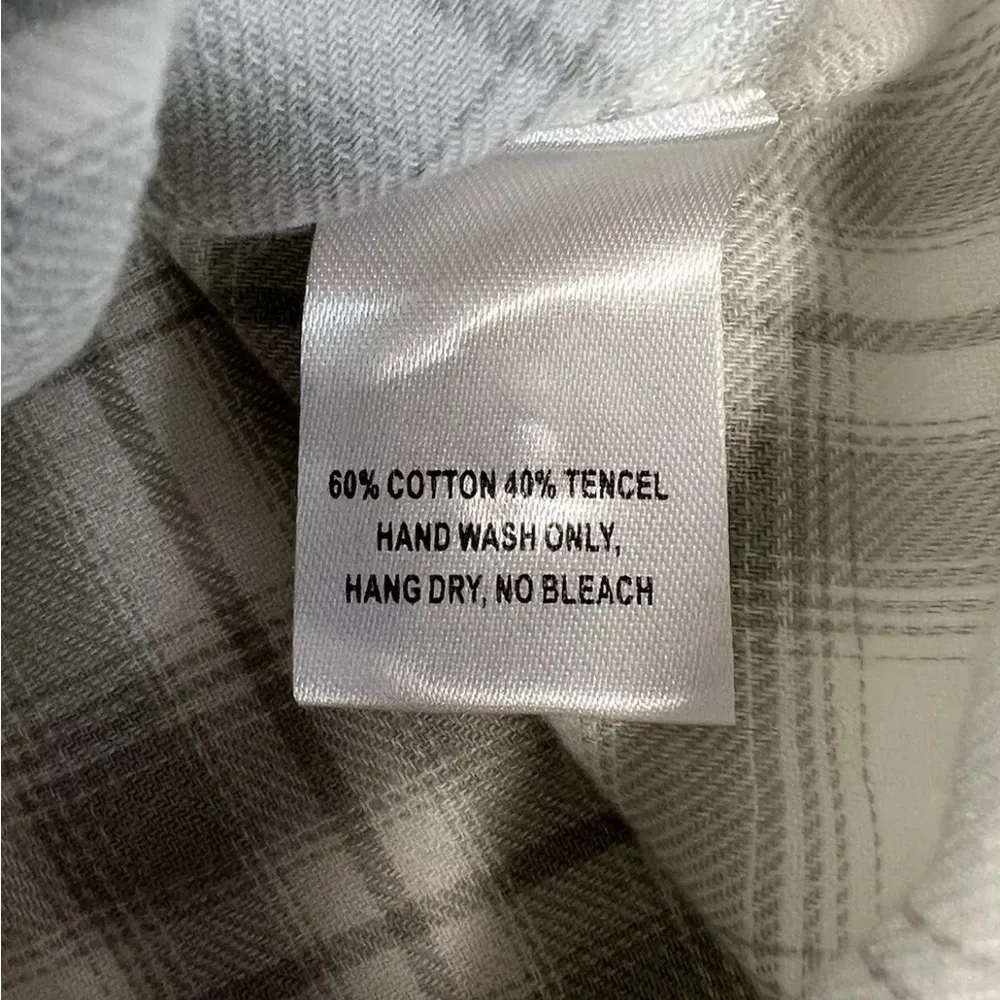 60% COTTON 40% TENCEL
HAND WASH ONLY,
HANG DRY, NO BLEACH